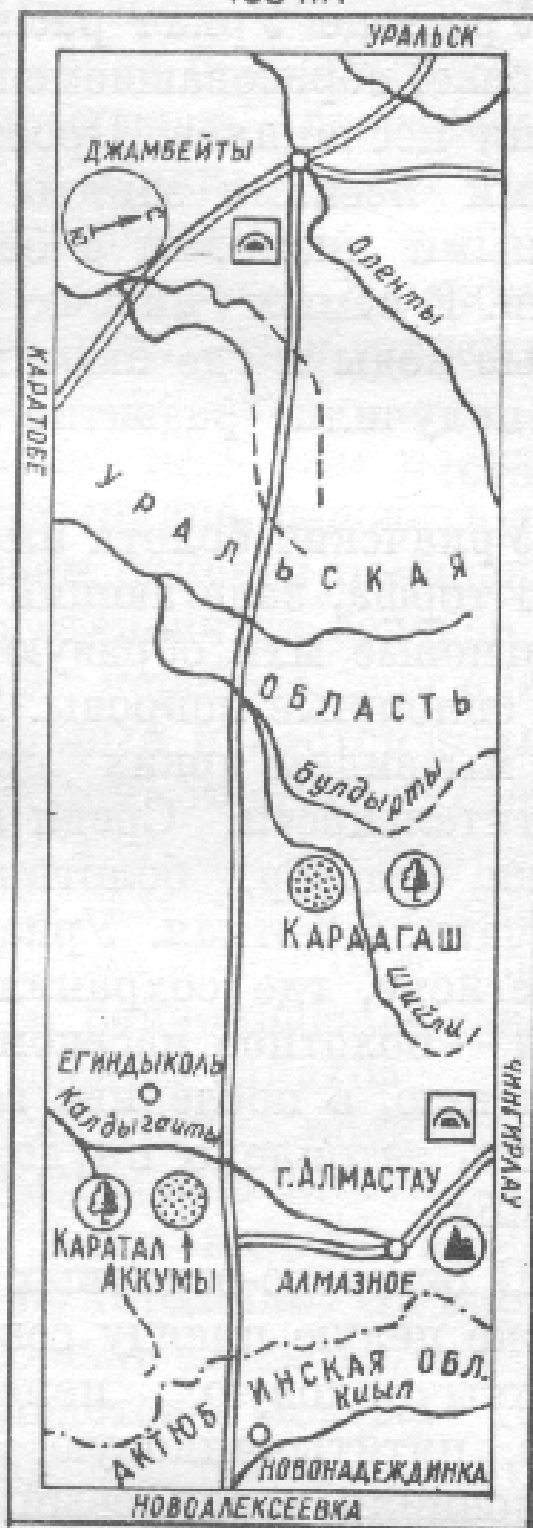 УРАЛЬСК
ДЖАМБЕЙТЫ
Ю С
Оленты
КАРАТОБЕ
УРАЛЬСКАЯ
ОБЛАСТЬ
Булдырты
КАРААГАШ
Шийли
ЕГИНДЫКОЛЬ
Калдыгайты
ЧИНГИРЛАУ
г. АЛМАСТАУ
КАРАТАЛ
АККУМЫ
АЛМАЗНОЕ
АКТЮБИНСКАЯ ОБЛ.
Киыл
НОВОНАДЕЖДИНКА
НОВОАЛЕКСЕЕВКА